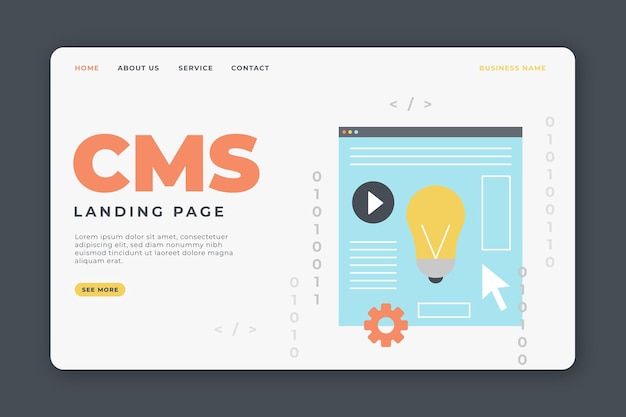 HOME ABOUT US SERVICE CONTACT BUSINESS NAME
CMS
LANDING PAGE
Lorem ipsum dolor sit amet,
consectetuer adipiscing elit, sed diam
nonummy nibh euismod tincidunt ut
laoreet dolore magna aliquam erat
aliquam erat.
SEE MORE
</> 
</>
0 1 0 1 0 0 1 1
0 1 0 1 0 0 1 1 0
0 1 0 1 0
0 1 0 1 0 0